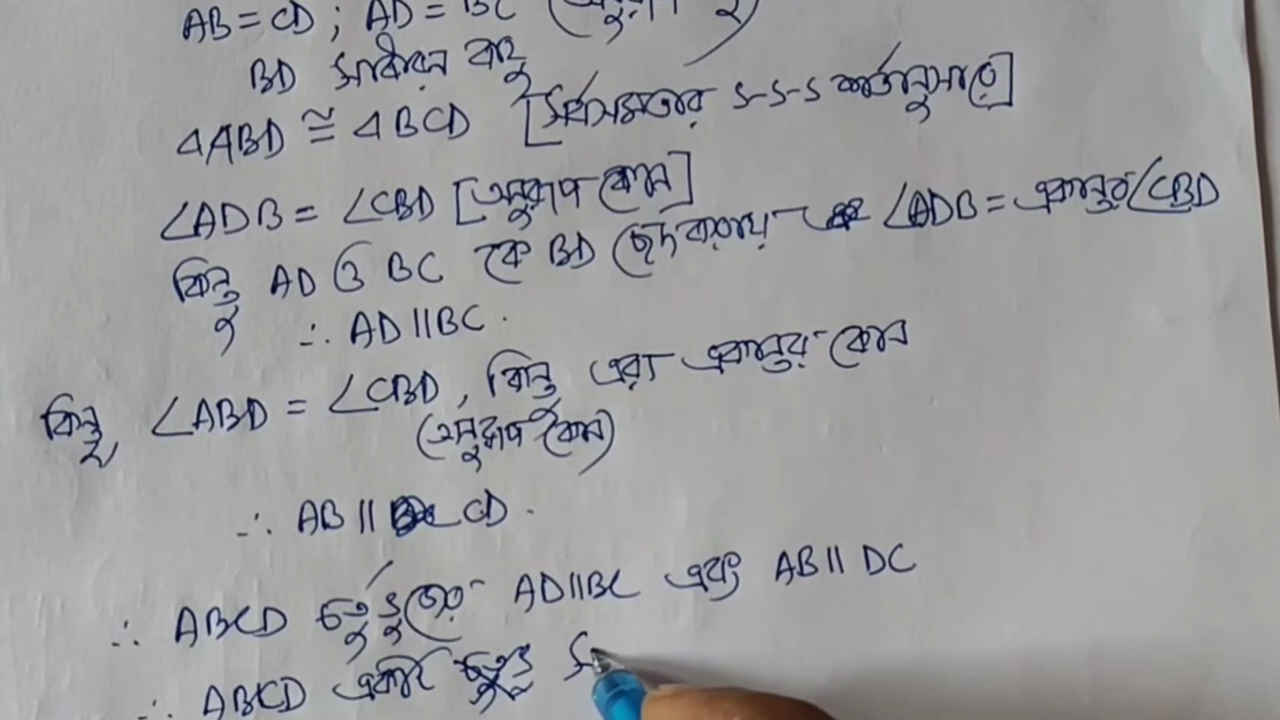 AB = CD ; AD = BC
BD সাধারন বাহু
△ABD ≅ △BCD [সর্বসমতার S-S-S শর্তানুসারে]
∠ADB = ∠CBD [অনুরূপ কোন]
কিন্তু AD ও BC কে BD ছেদ করায় ∠ADB = একান্তর ∠CBD
∴ AD || BC .
কিন্তু, ∠ABD = ∠CBD, কিন্তু এরা একান্তর কোন
(অনুরূপ কোন)
∴ AB || CD .
∴ ABCD চতুর্ভুজের AD || BC এবং AB || DC
∴ ABCD একটি